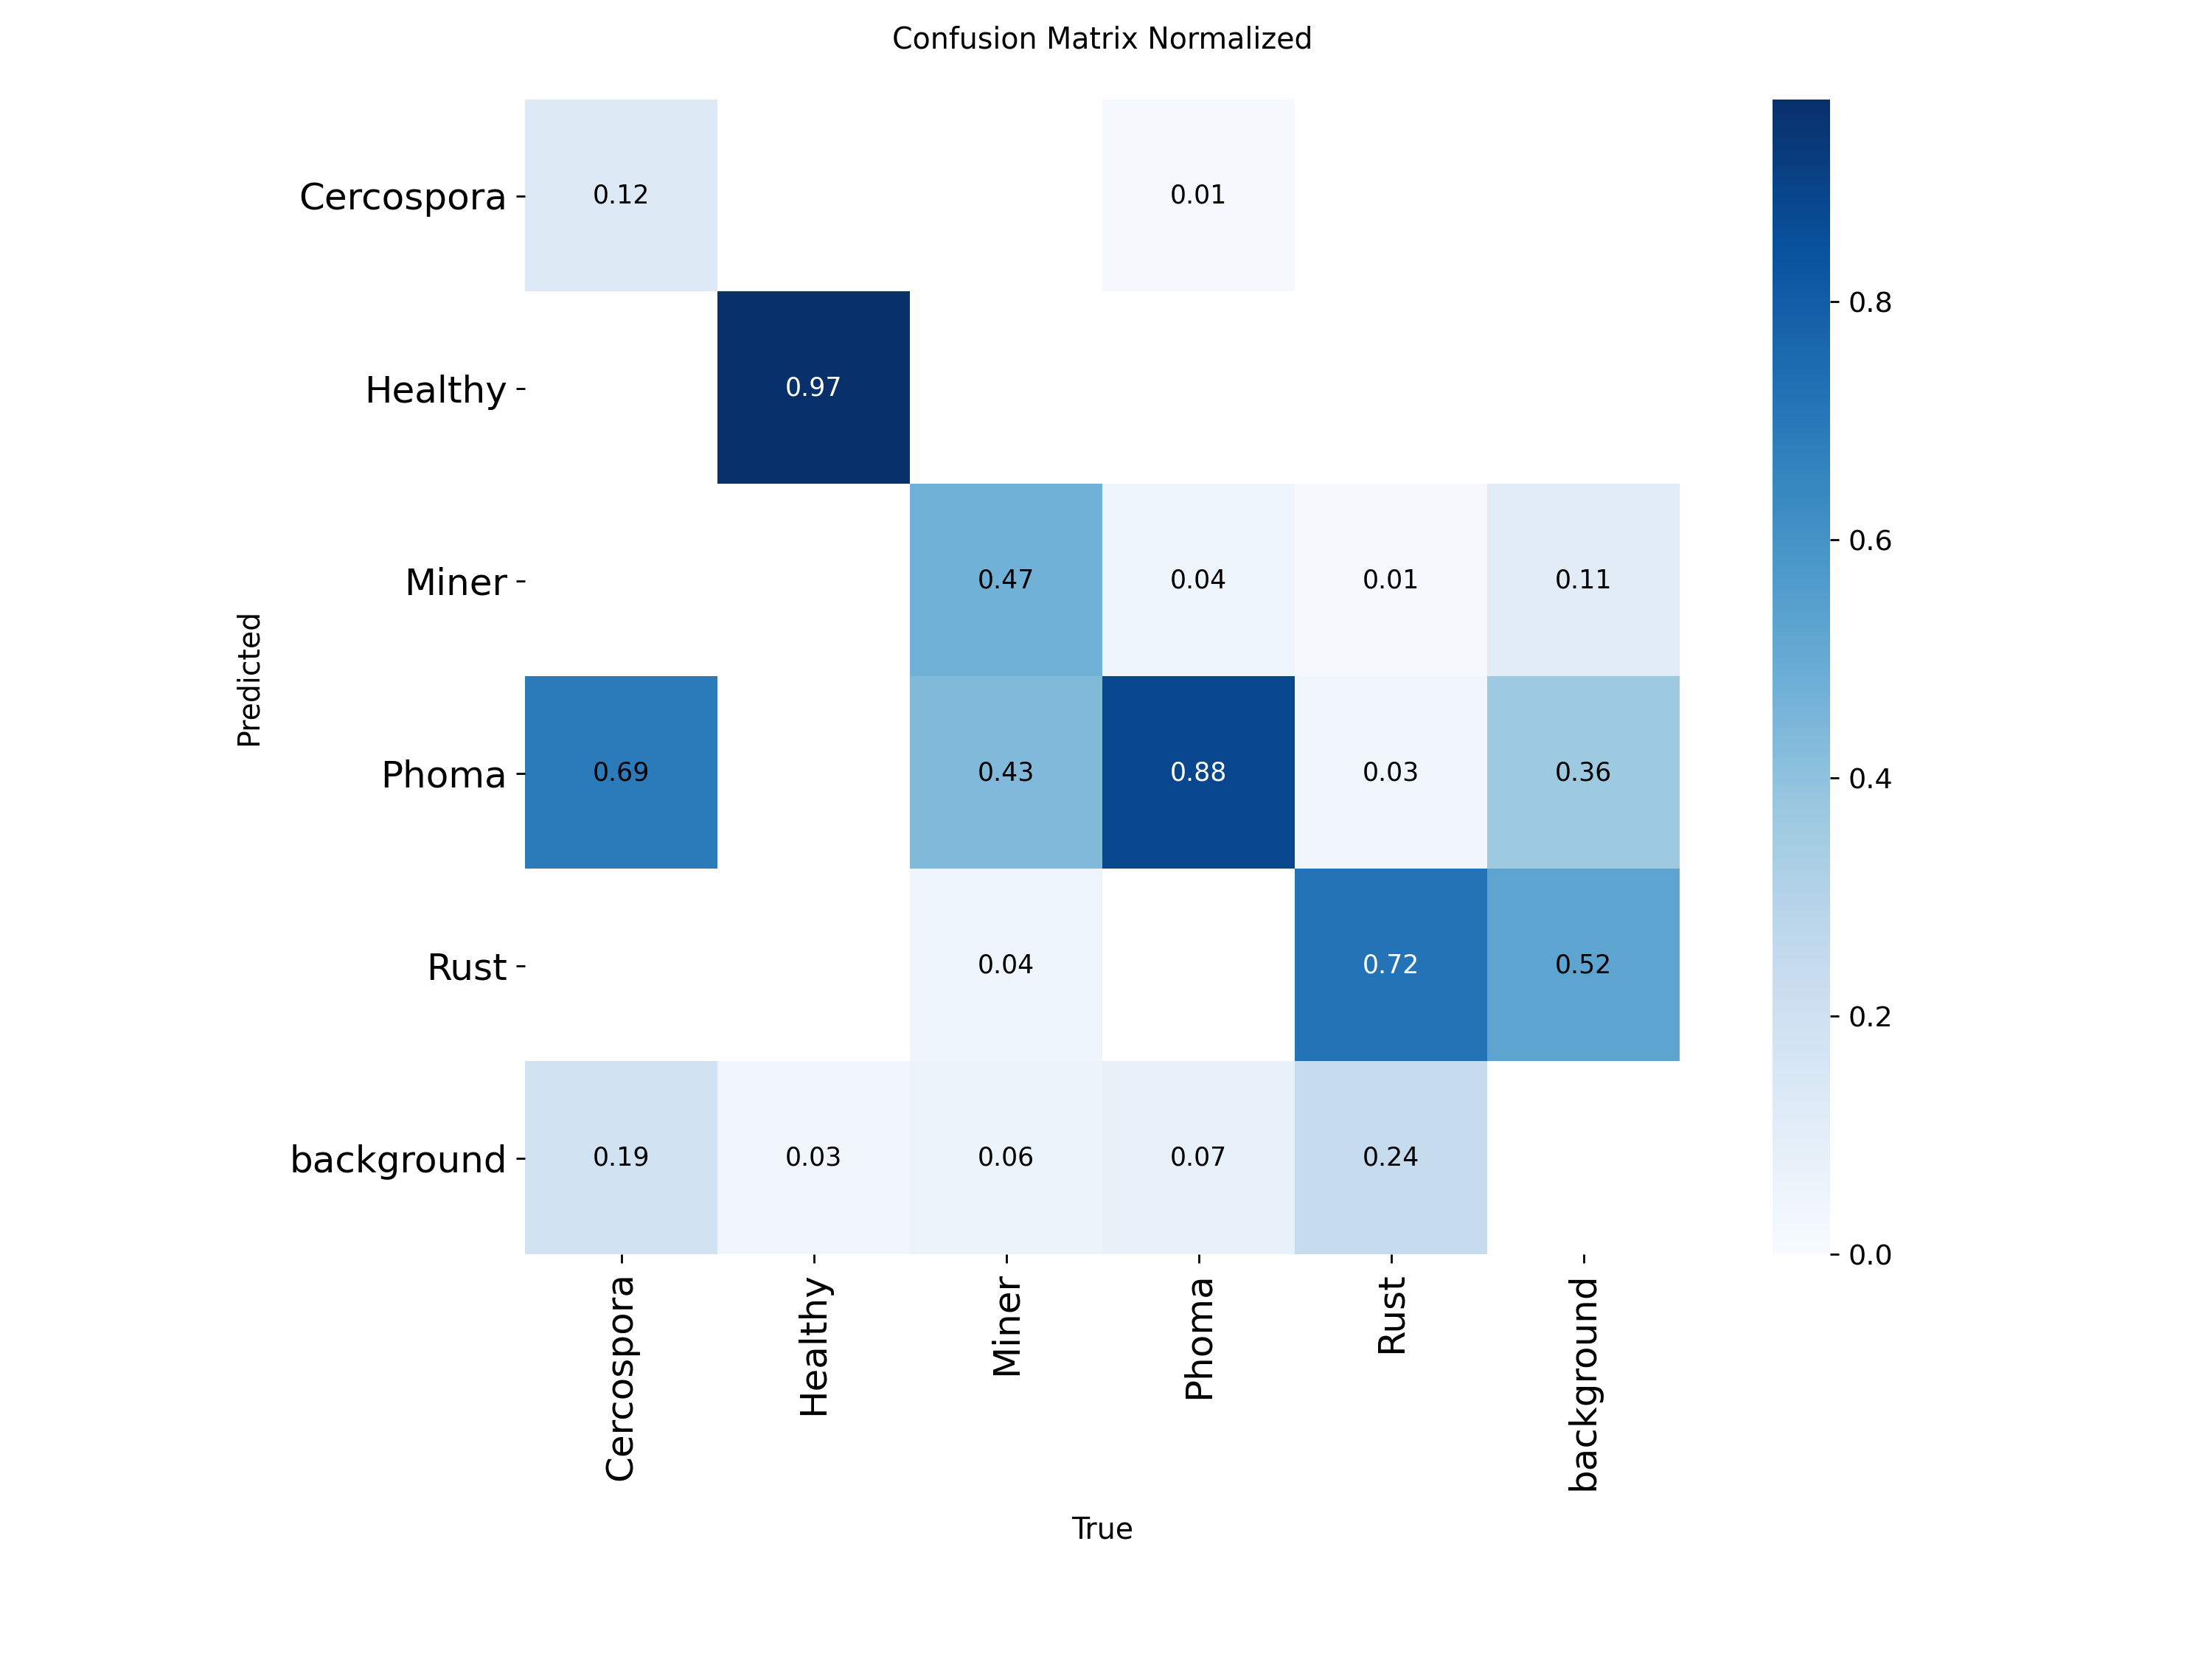 Confusion Matrix Normalized
Cercospora 0.12 0.01
Healthy 0.97
Miner 0.47 0.04 0.01 0.11
Phoma 0.69 0.43 0.88 0.03 0.36
Rust 0.04 0.72 0.52
background 0.19 0.03 0.06 0.07 0.24
Predicted
Cercospora Healthy Miner Phoma Rust background
True
0.8
0.6
0.4
0.2
0.0